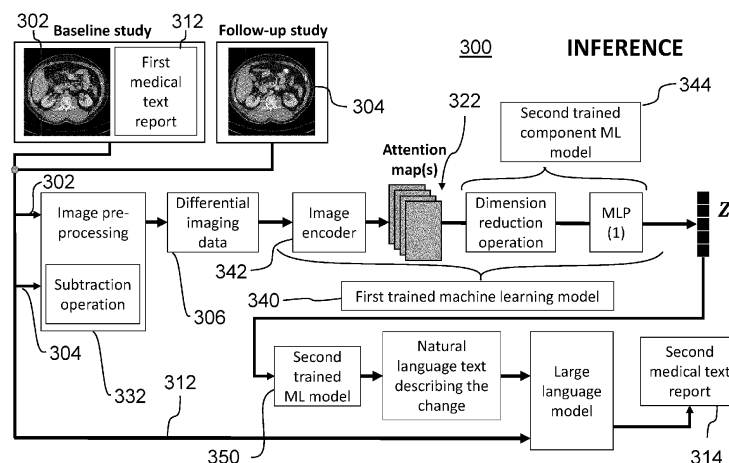 302
312
Baseline study
First
medical
text
report
Follow-up study
304
300
INFERENCE
344
Second trained
component ML
model
322
Attention
map(s)
302
Image pre-
processing
Subtraction
operation
304
332
Differential
imaging
data
306
Image
encoder
342
Dimension
reduction
operation
MLP
(1)
Z
340
First trained machine learning model
312
Second
trained
ML model
350
Natural
language text
describing the
change
Large
language
model
Second
medical text
report
314